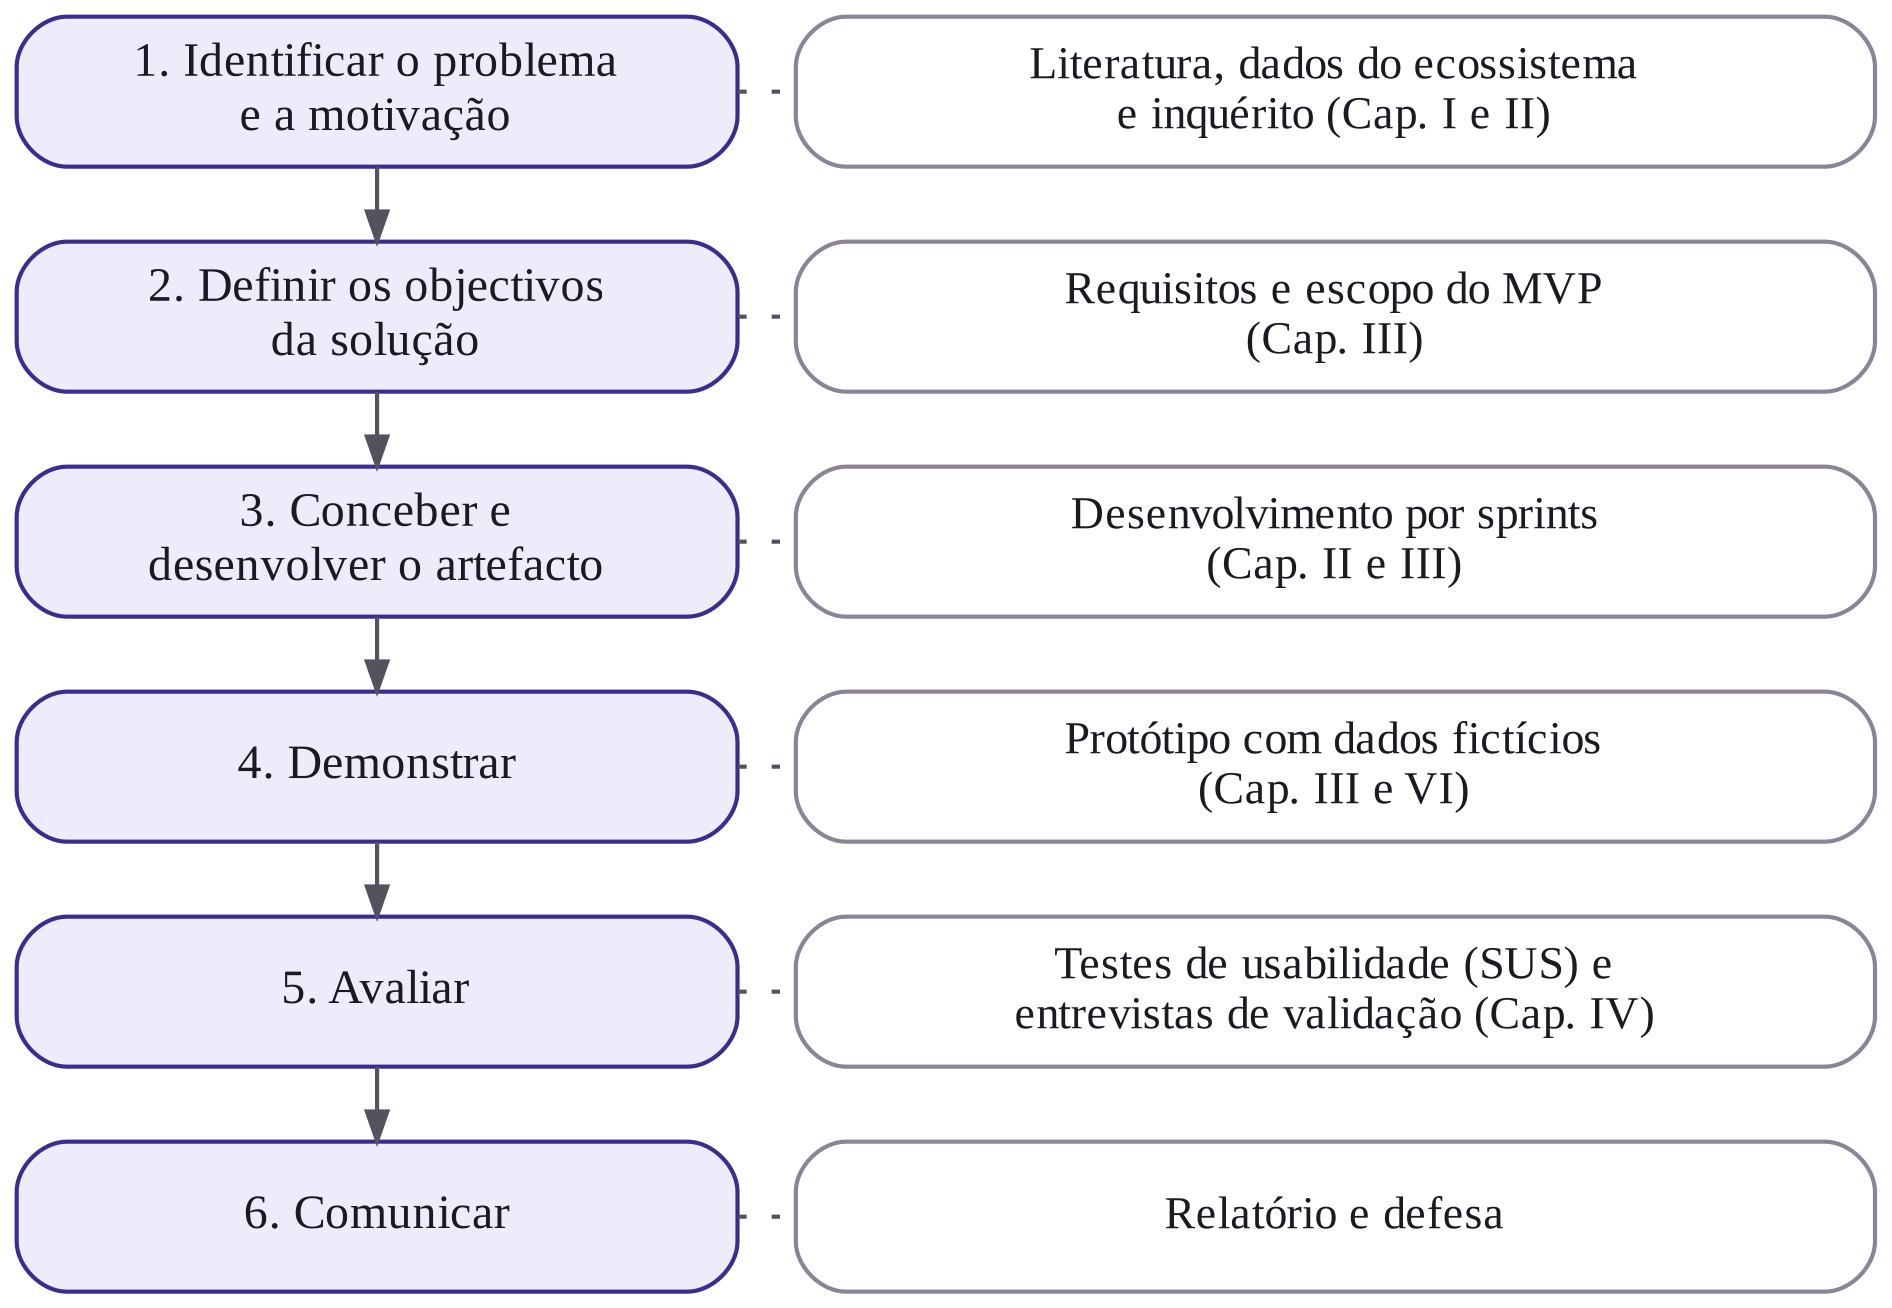 1. Identificar o problema
e a motivação
Literatura, dados do ecossistema
e inquérito (Cap. I e II)
2. Definir os objectivos
da solução
Requisitos e escopo do MVP
(Cap. III)
3. Conceber e
desenvolver o artefacto
Desenvolvimento por sprints
(Cap. II e III)
4. Demonstrar
Protótipo com dados fictícios
(Cap. III e VI)
5. Avaliar
Testes de usabilidade (SUS) e
entrevistas de validação (Cap. IV)
6. Comunicar
Relatório e defesa